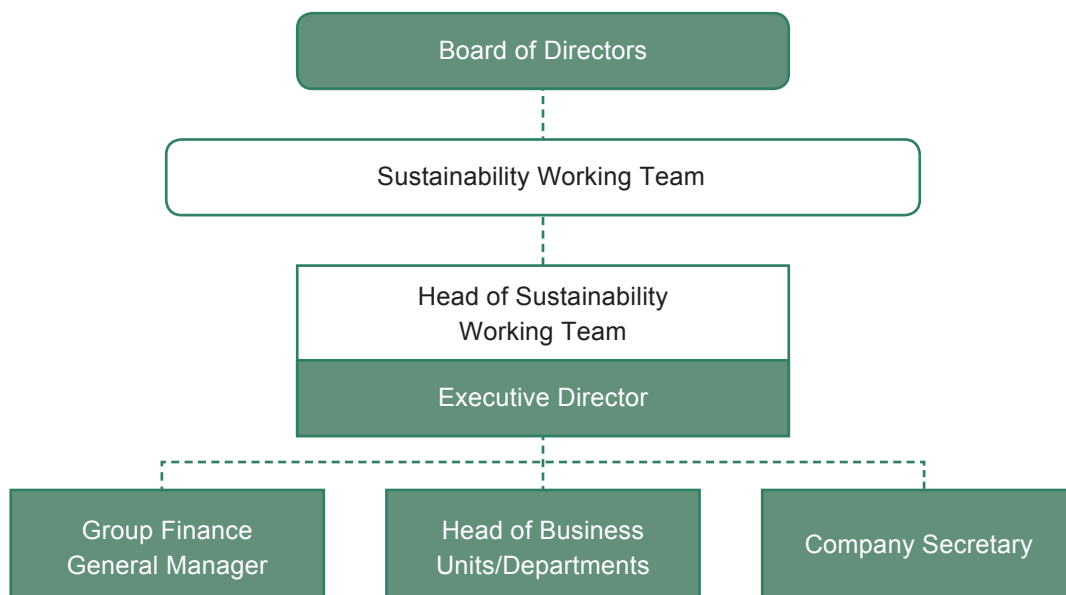 Board of Directors
Sustainability Working Team
Head of Sustainability
Working Team
Executive Director
Group Finance
General Manager
Head of Business
Units/Departments
Company Secretary